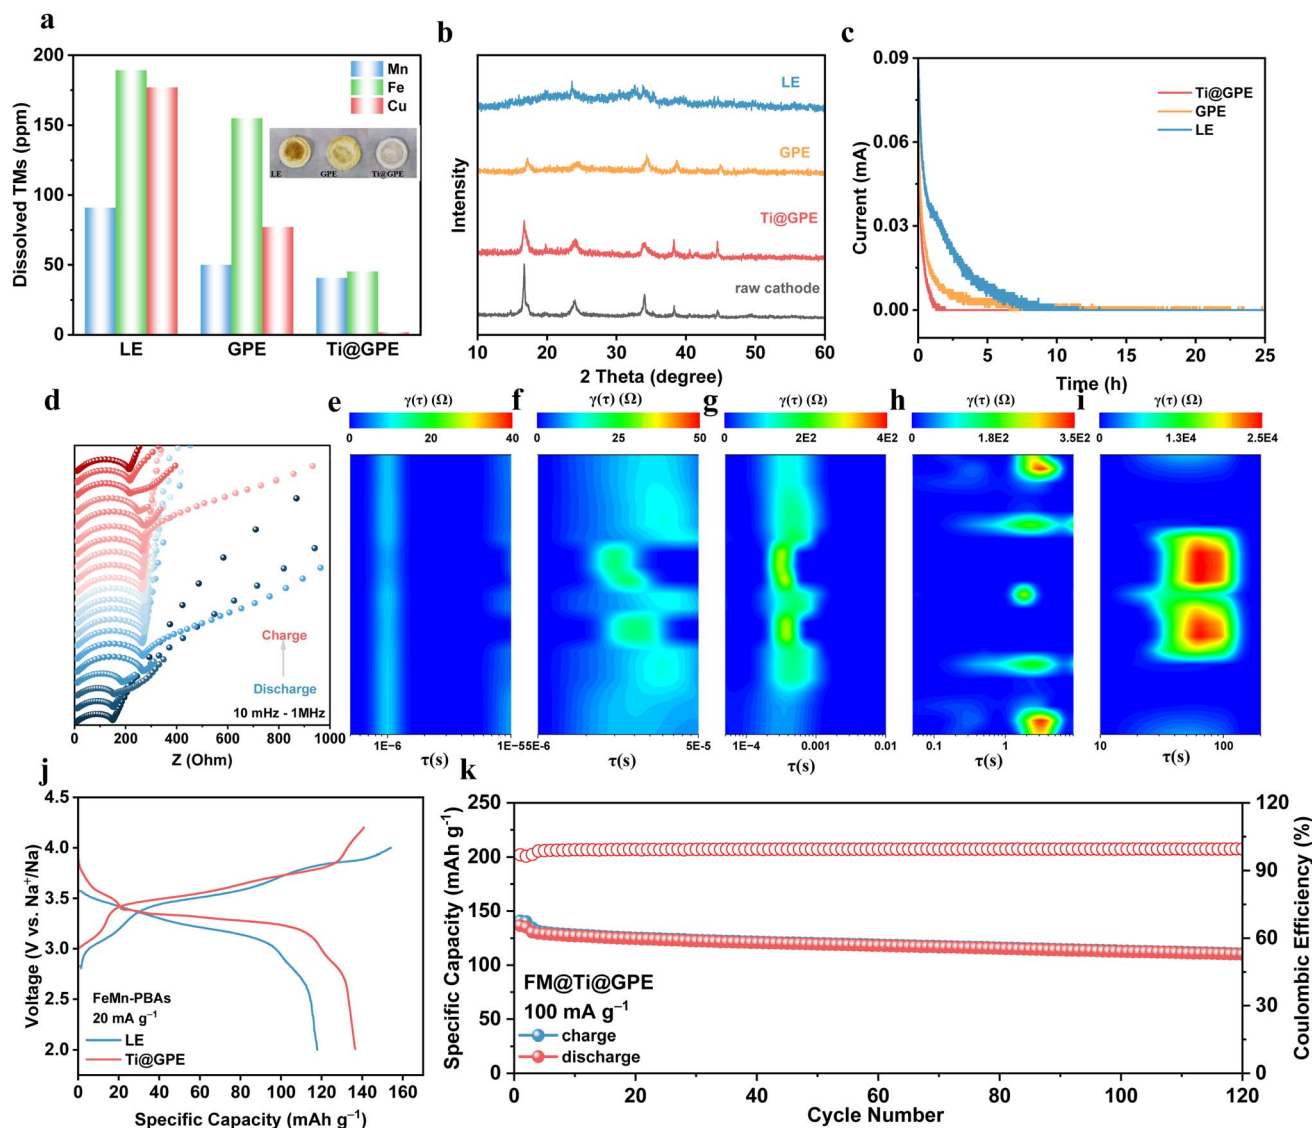 a
Dissolved TMs (ppm)
200
150
100
50
0
Mn
Fe
Cu
LE
GPE
Ti@GPE
LE
GPE
Ti@GPE
b
Intensity
LE
GPE
Ti@GPE
raw cathode
10
20
30
40
50
60
2 Theta (degree)
c
Current (mA)
0.09
0.06
0.03
0.00
Ti@GPE
GPE
LE
0
5
10
15
20
25
Time (h)
d
Charge
Discharge
10 mHz - 1MHz
0
200
400
600
800
1000
Z (Ohm)
e
γ(τ) (Ω)
0
20
40
1E-6
1E-5
τ(s)
f
γ(τ) (Ω)
0
25
50
5E-6
5E-5
τ(s)
g
γ(τ) (Ω)
0
2E2
4E2
1E-4
0.001
0.01
τ(s)
h
γ(τ) (Ω)
0
1.8E2
3.5E2
0.1
1
τ(s)
i
γ(τ) (Ω)
0
1.3E4
2.5E4
10
100
τ(s)
j
Voltage (V vs. Na⁺/Na)
4.0
3.5
3.0
2.5
2.0
FeMn-PBAs
20 mA g⁻¹
LE
Ti@GPE
0
20
40
60
80
100
120
140
160
Specific Capacity (mAh g⁻¹)
k
Specific Capacity (mAh g⁻¹)
250
200
150
100
50
0
FM@Ti@GPE
100 mA g⁻¹
charge
discharge
0
20
40
60
80
100
120
Cycle Number
120
90
60
30
0
Coulombic Efficiency (%)